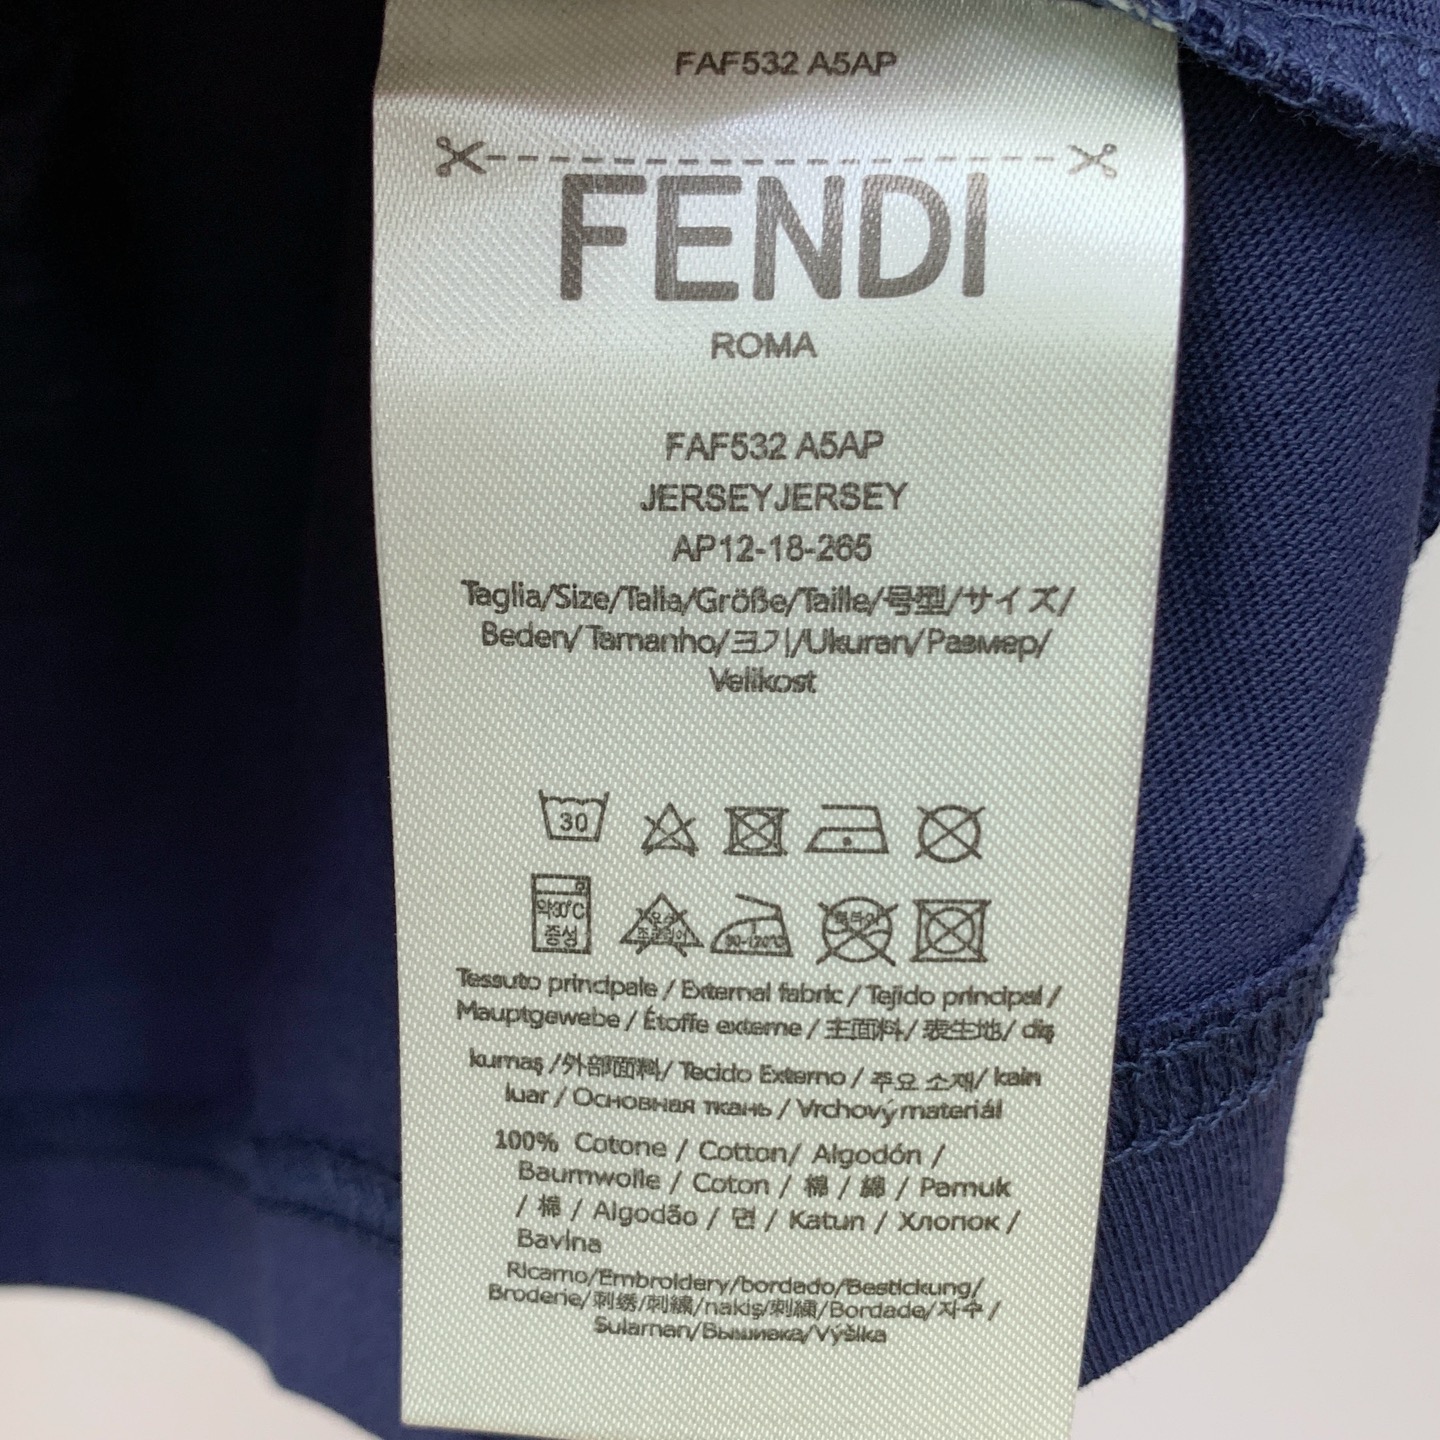 FAF532 A5AP
FENDI
ROMA
FAF532 A5AP
JERSEYJERSEY
AP12-18-265
Taglia/Size/Talla/Größe/Taille/号型/サイズ/
Beden/Tamanho/크기/Ukuran/Размер/
Velikost
30
약30℃
중성
80-120℃
Tessuto principale / External fabric / Tejido principal /
Mauptgewebe / Étoffe externe / 主面料/ 表生地/ dış
kumaş /外部面料/ Tecido Externo / 주요 소재/ kain
luar / Основная ткань / Vrchový materiál
100% Cotone / Cotton/ Algodón /
Baumwolle / Coton / 棉 / 綿 / Pamuk
/ 棉 / Algodão / 면 / Katun / Хлопок /
Bavlna
Ricamo/Embroidery/bordado/Bestickung/
Broderie/刺绣/刺繍/nakiş/刺繡/Bordade/자수/
Sulaman/Вышивка/Výšika